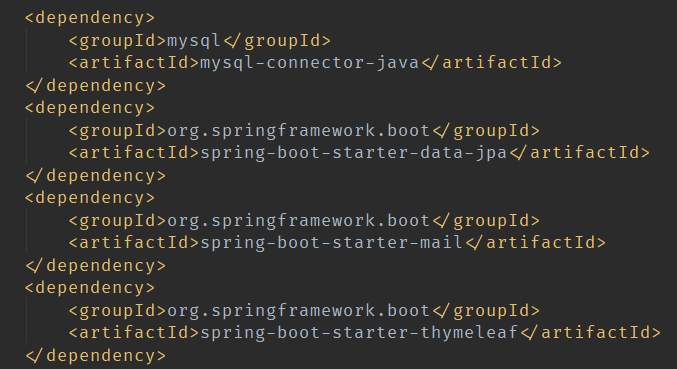 <dependency>
<groupId>mysql</groupId>
<artifactId>mysql-connector-java</artifactId>
</dependency>
<dependency>
<groupId>org.springframework.boot</groupId>
<artifactId>spring-boot-starter-data-jpa</artifactId>
</dependency>
<dependency>
<groupId>org.springframework.boot</groupId>
<artifactId>spring-boot-starter-mail</artifactId>
</dependency>
<dependency>
<groupId>org.springframework.boot</groupId>
<artifactId>spring-boot-starter-thymeleaf</artifactId>
</dependency>